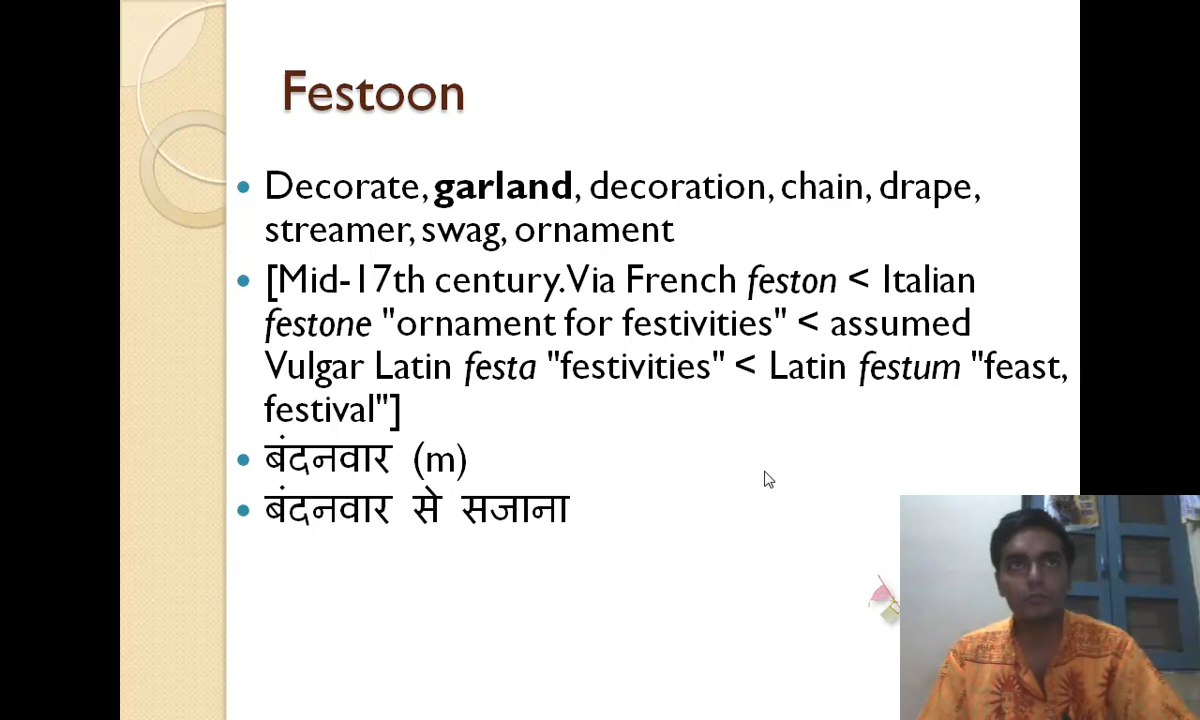 Festoon
Decorate, garland, decoration, chain, drape,
streamer, swag, ornament
[Mid-17th century. Via French feston < Italian
festone "ornament for festivities" < assumed
Vulgar Latin festa "festivities" < Latin festum "feast,
festival"]
बंदनवार (m)
बंदनवार से सजाना